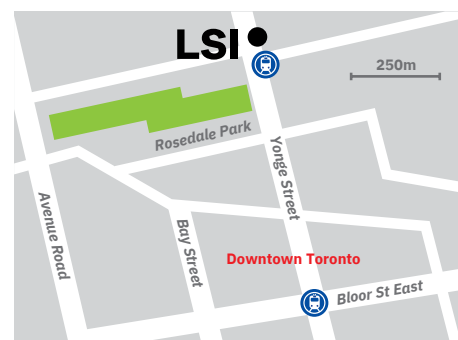 LSI
250m
Rosedale Park
Yonge Street
Avenue Road
Bay Street
Downtown Toronto
Bloor St East